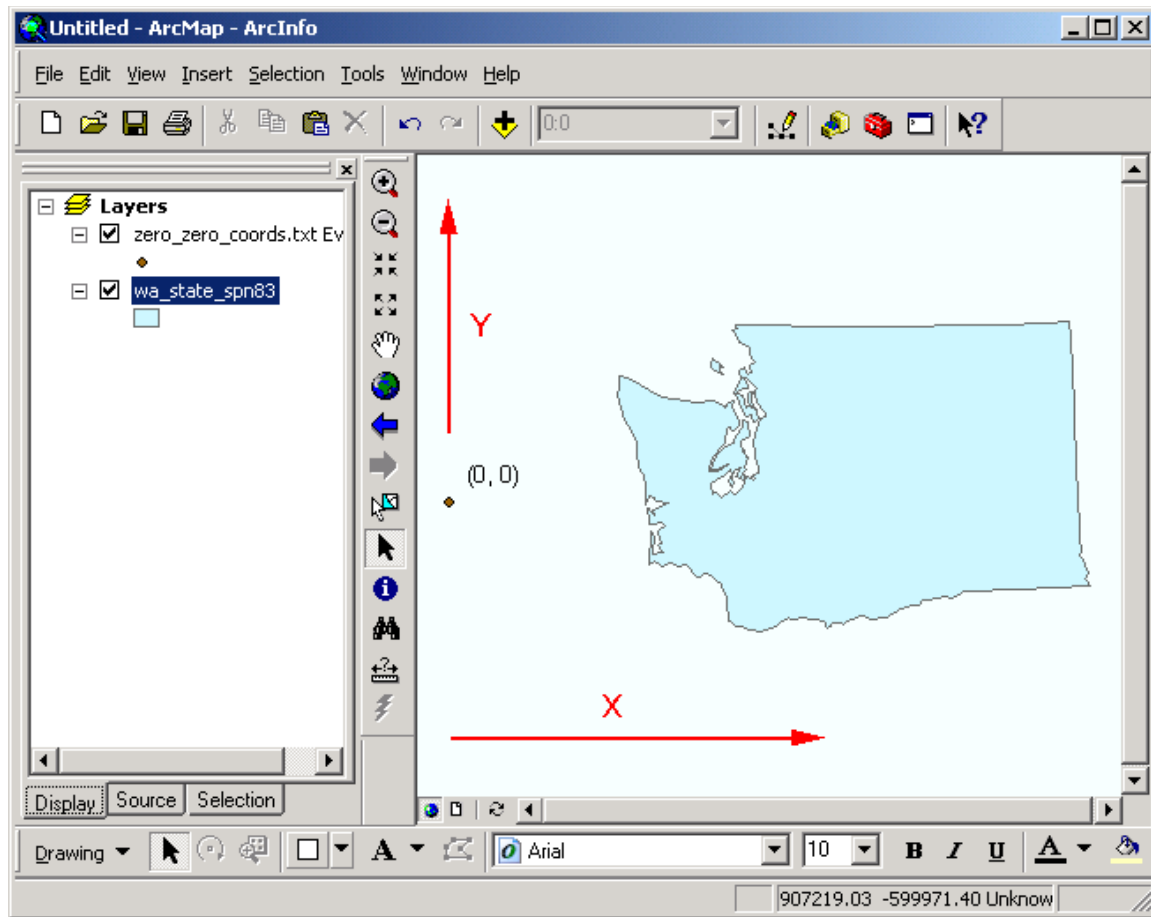 Untitled - ArcMap - ArcInfo
File Edit View Insert Selection Tools Window Help
0:0
Layers
zero_zero_coords.txt Ev
wa_state_spn83
Y
(0, 0)
X
Display Source Selection
Drawing A Arial 10 B I U A
907219.03 -599971.40 Unknow